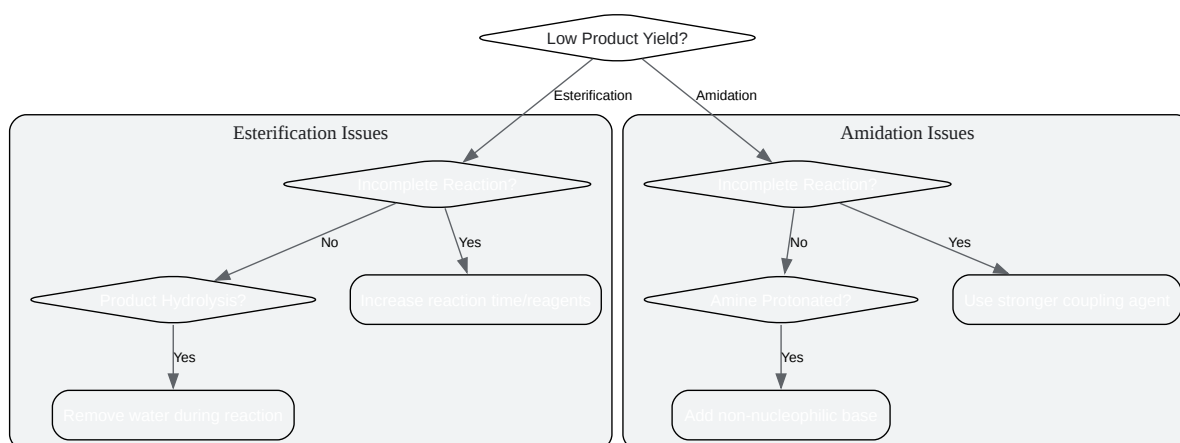 Low Product Yield?
Esterification
Amidation
Esterification Issues
Amidation Issues
Incomplete Reaction?
Incomplete Reaction?
No
Yes
No
Yes
Product Hydrolysis?
Increase reaction time/reagents
Amine Protonated?
Use stronger coupling agent
Yes
Yes
Remove water during reaction
Add non-nucleophilic base